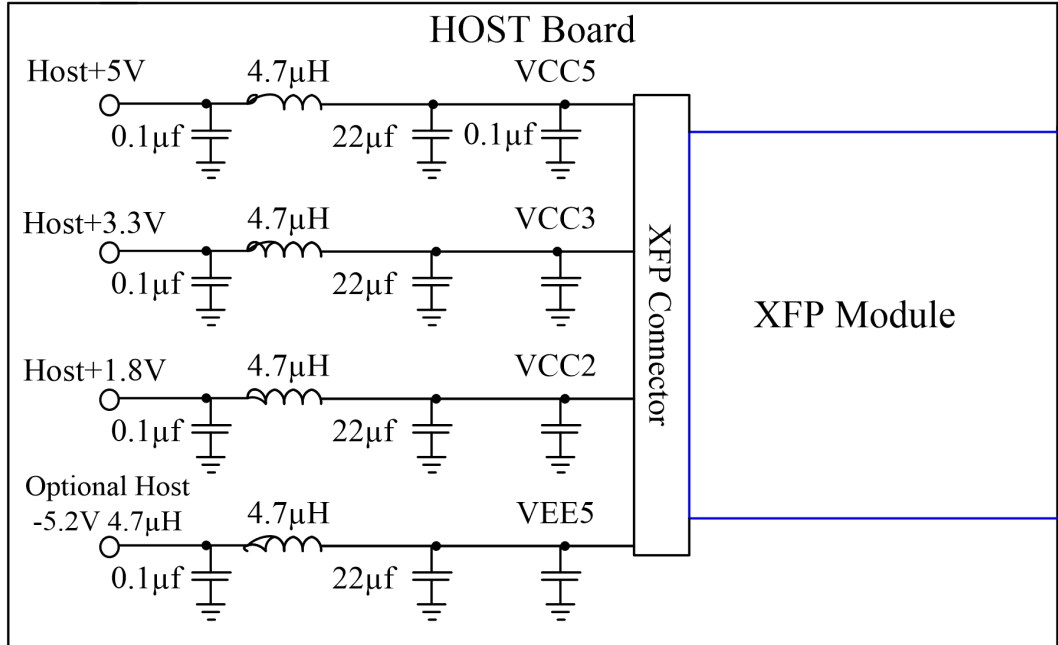 HOST Board
Host+5V 4.7µH VCC5
0.1µf 22µf 0.1µf
Host+3.3V 4.7µH VCC3
0.1µf 22µf
XFP Connector
XFP Module
Host+1.8V 4.7µH VCC2
0.1µf 22µf
Optional Host
-5.2V 4.7µH 4.7µH VEE5
0.1µf 22µf